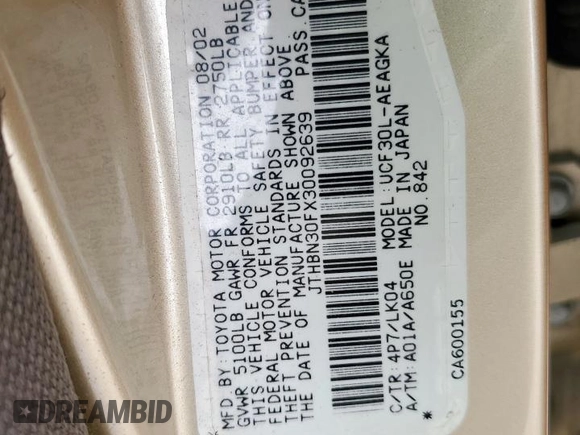 MFD BY: TOYOTA MOTOR CORPORATION 08/02
GVWR 5100LB GAWR FR 2910LB RR 2750LB
THIS VEHICLE CONFORMS TO ALL APPLICABLE
FEDERAL MOTOR VEHICLE SAFETY BUMPER AND
THEFT PREVENTION STANDARDS IN EFFECT ON
THE DATE OF MANUFACTURE SHOWN ABOVE
JTHBN30FX30092639 PASS. CA
* *
C/TR: 4P7/LK04 MODEL: UCF30L-AEAGKA
A/TM: A01A/A650E MADE IN JAPAN
NO. 842
CA600155
DREAMBID